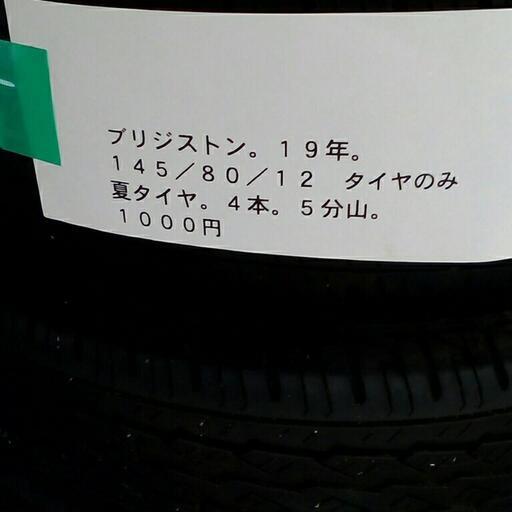 ブリジストン。１９年。
１４５／８０／１２　タイヤのみ
夏タイヤ。４本。５分山。
１０００円